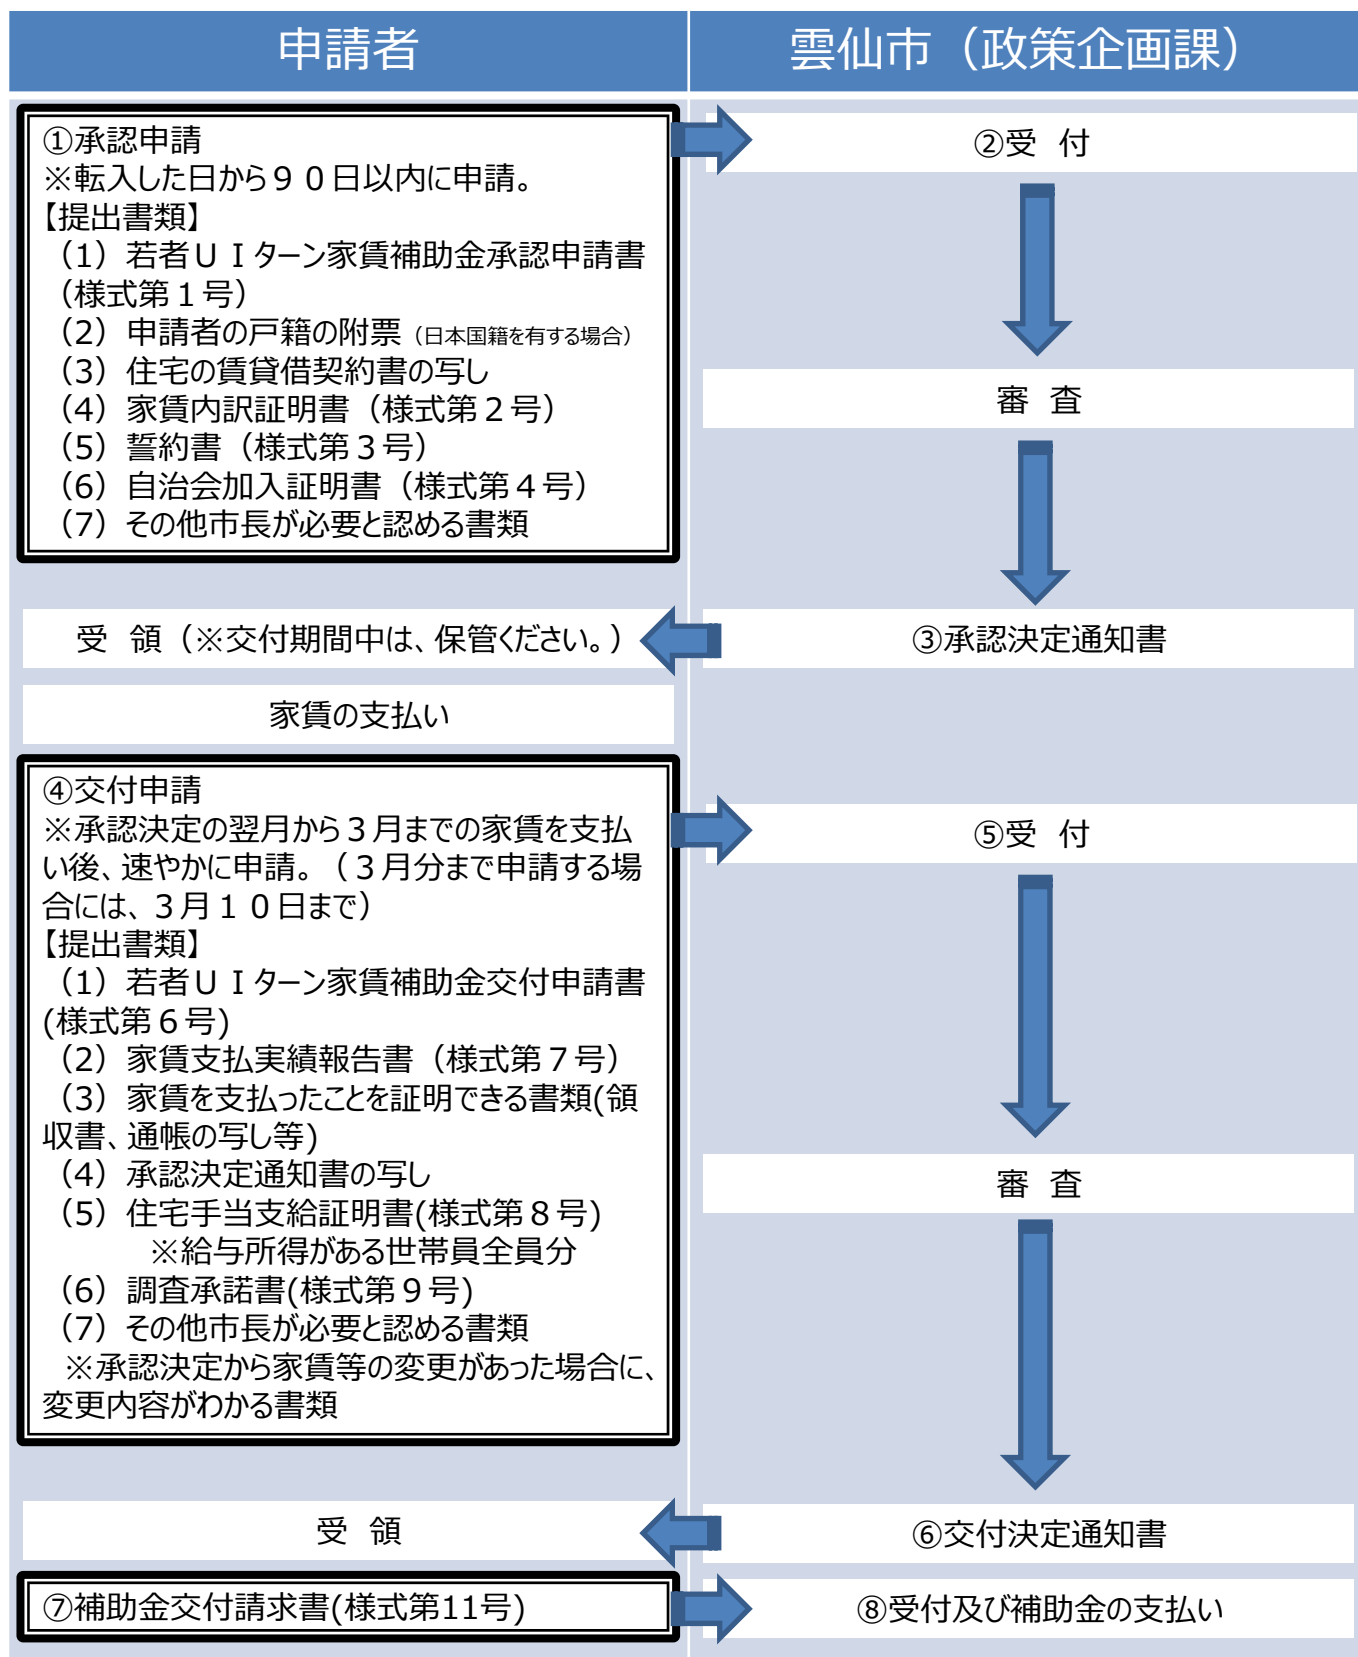 申請者
雲仙市（政策企画課）
①承認申請
※転入した日から９０日以内に申請。
【提出書類】
（1）若者ＵＩターン家賃補助金承認申請書
（様式第１号）
（2）申請者の戸籍の附票（日本国籍を有する場合）
（3）住宅の賃貸借契約書の写し
（4）家賃内訳証明書（様式第２号）
（5）誓約書（様式第３号）
（6）自治会加入証明書（様式第４号）
（7）その他市長が必要と認める書類
②受　付
審　査
③承認決定通知書
受　領（※交付期間中は、保管ください。）
家賃の支払い
④交付申請
※承認決定の翌月から３月までの家賃を支払
い後、速やかに申請。（３月分まで申請する場
合には、３月１０日まで）
【提出書類】
（1）若者ＵＩターン家賃補助金交付申請書
(様式第６号)
（2）家賃支払実績報告書（様式第７号）
（3）家賃を支払ったことを証明できる書類(領
収書、通帳の写し等)
（4）承認決定通知書の写し
（5）住宅手当支給証明書(様式第８号)
※給与所得がある世帯員全員分
（6）調査承諾書(様式第９号)
（7）その他市長が必要と認める書類
※承認決定から家賃等の変更があった場合に、
変更内容がわかる書類
⑤受　付
審　査
⑥交付決定通知書
受　領
⑦補助金交付請求書(様式第11号)
⑧受付及び補助金の支払い